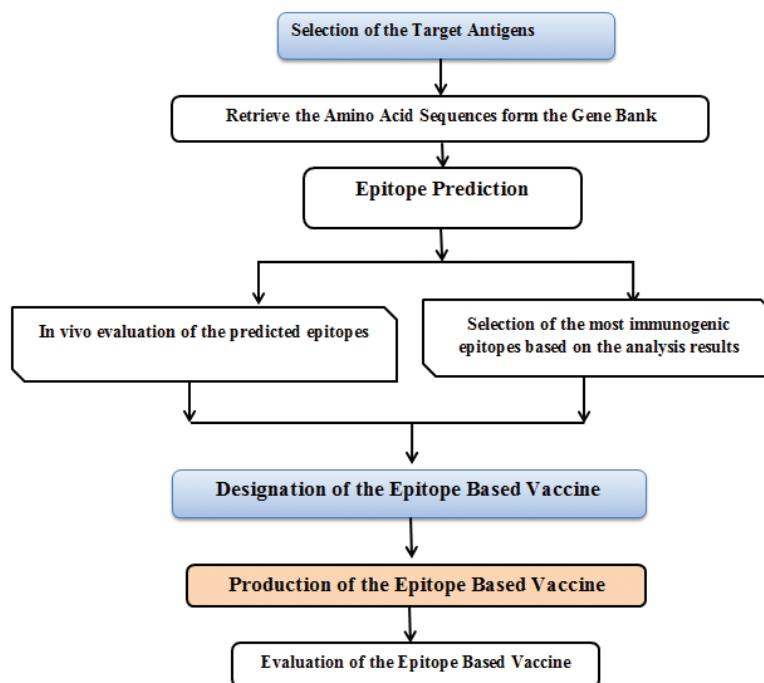 Selection of the Target Antigens
Retrieve the Amino Acid Sequences form the Gene Bank
Epitope Prediction
In vivo evaluation of the predicted epitopes
Selection of the most immunogenic
epitopes based on the analysis results
Designation of the Epitope Based Vaccine
Production of the Epitope Based Vaccine
Evaluation of the Epitope Based Vaccine